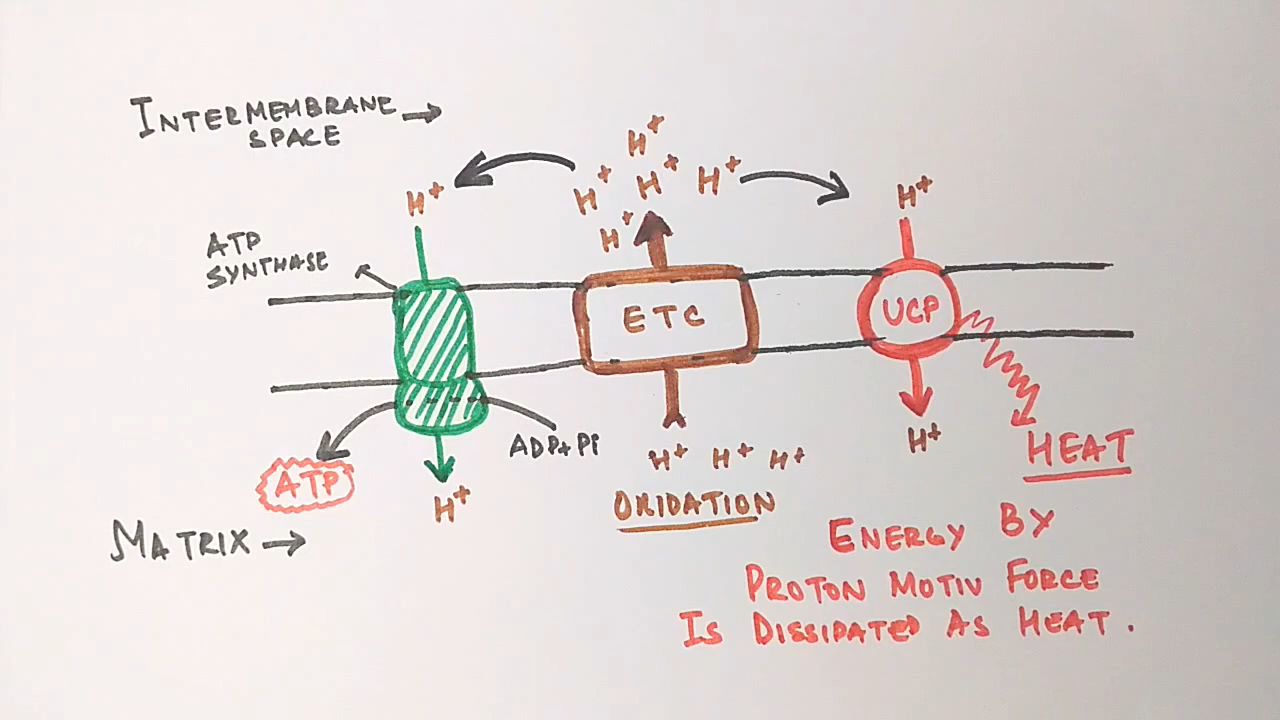 INTERMEMBRANE →
SPACE
H+
H+ H+ H+
H+
H+
H+
H+
ATP
SYNTHASE
ETC
UCP
ADP+Pi
H+ H+ H+
H+
HEAT
ATP
H+
OXIDATION
MATRIX →
ENERGY BY
PROTON MOTIV FORCE
IS DISSIPATED AS HEAT.